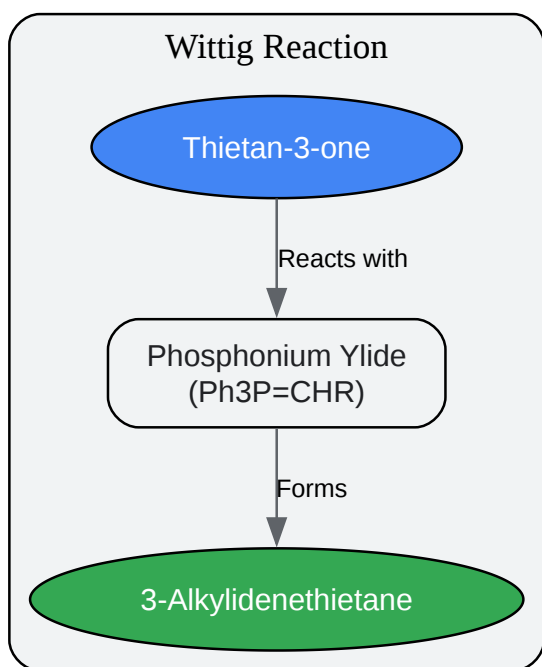 Wittig Reaction
Thietan-3-one
Reacts with
Phosphonium Ylide
(Ph3P=CHR)
Forms
3-Alkylidenethietane